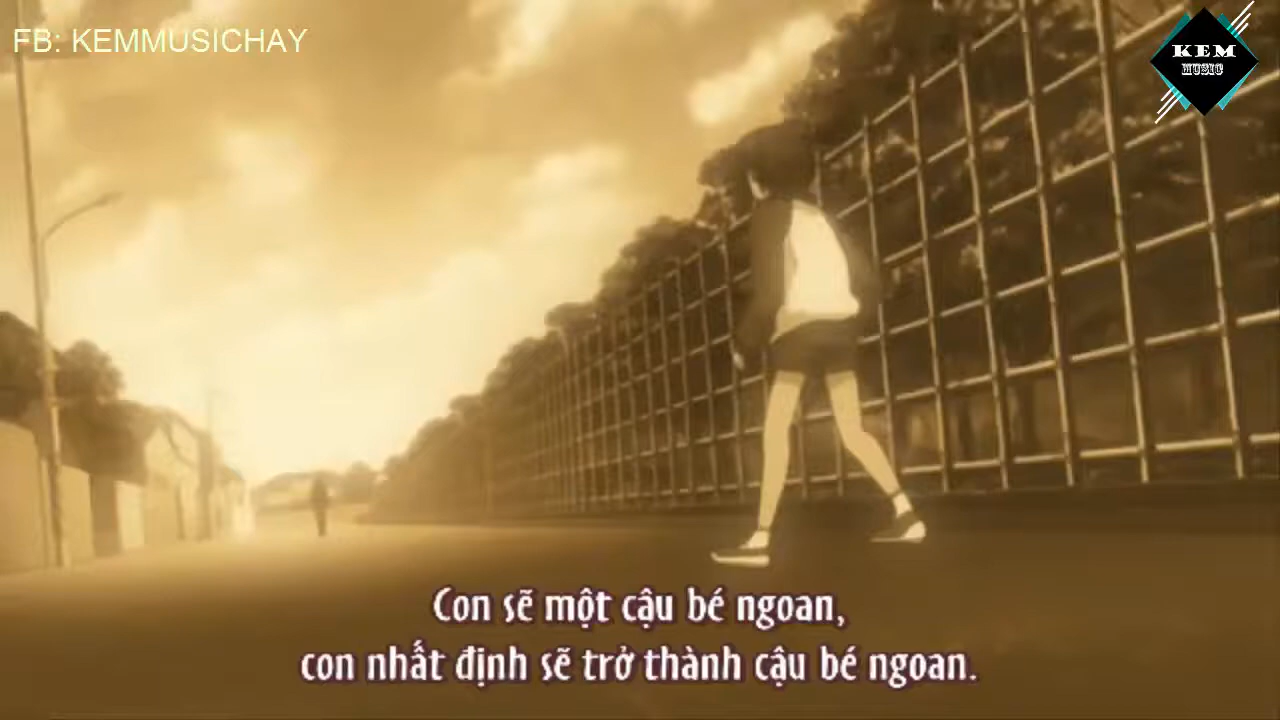 FB: KEMMUSICHAY
KEM
MUSIC
Con sẽ một cậu bé ngoan,
con nhất định sẽ trở thành cậu bé ngoan.